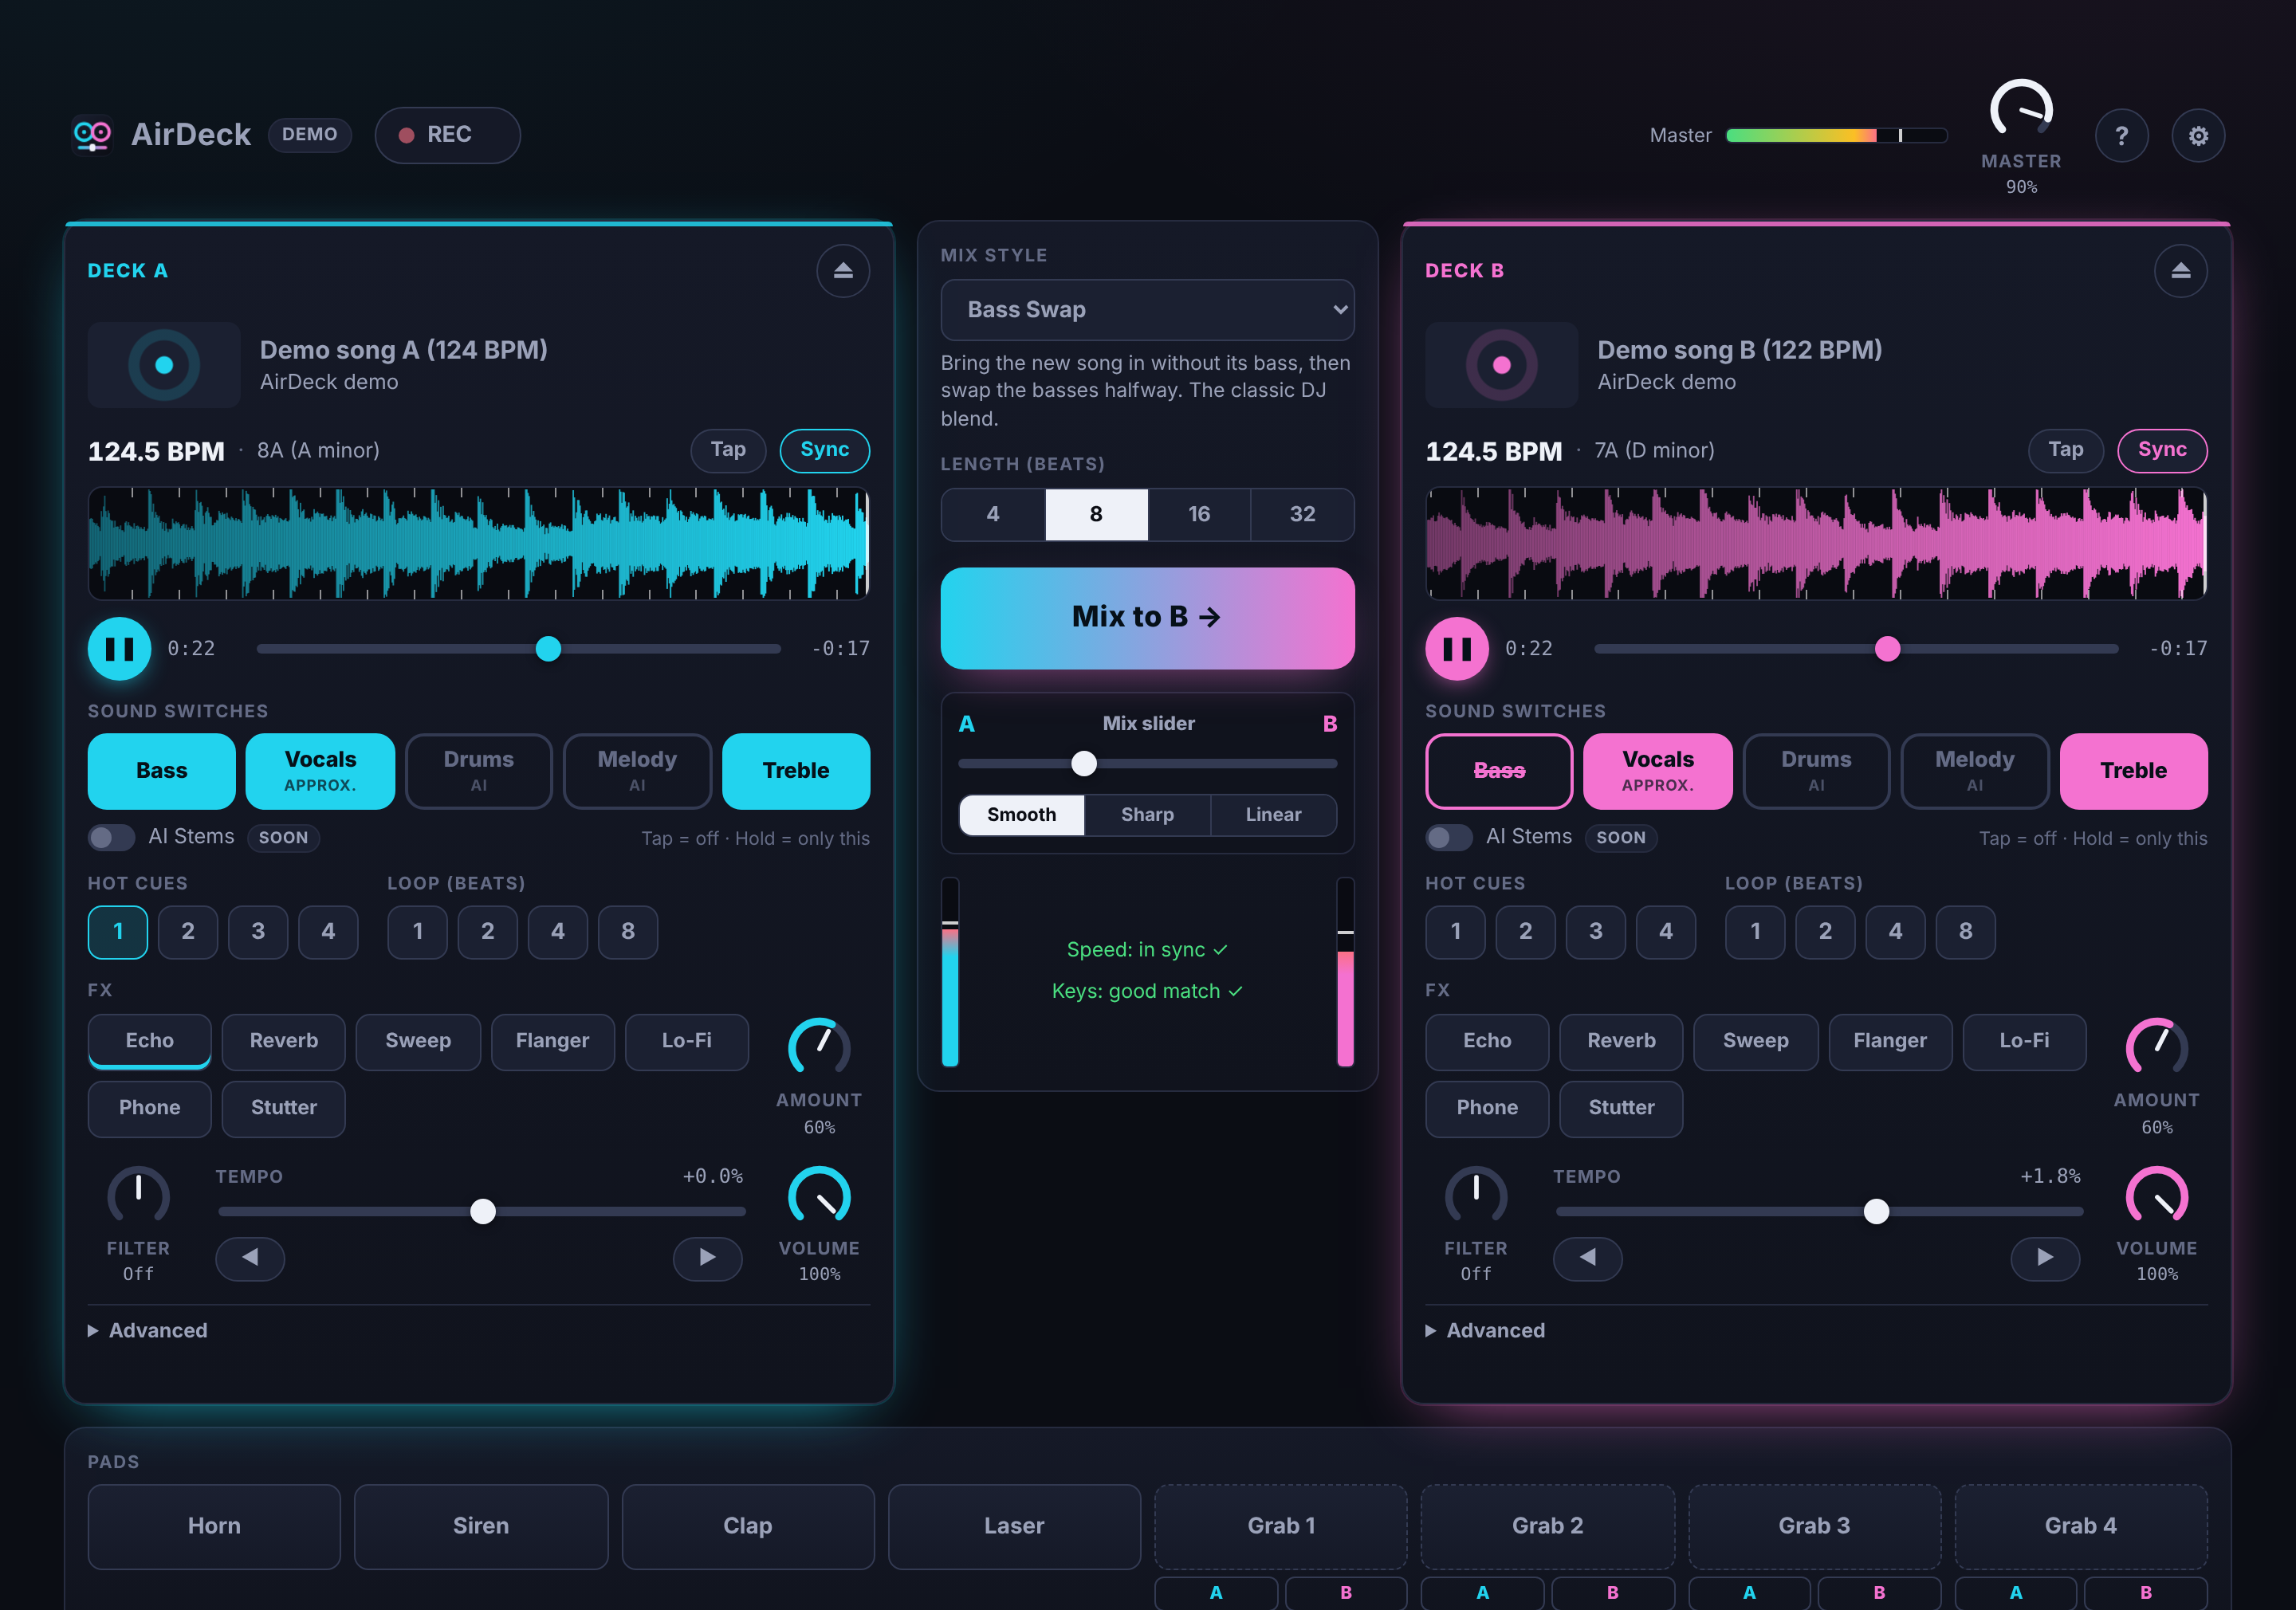 AirDeck DEMO REC
Master
MASTER
90%
?
DECK A
Demo song A (124 BPM)
AirDeck demo
124.5 BPM · 8A (A minor) Tap Sync
0:22 -0:17
SOUND SWITCHES
Bass Vocals Drums Melody Treble
APPROX. AI AI
AI Stems SOON Tap = off · Hold = only this
HOT CUES LOOP (BEATS)
1 2 3 4 1 2 4 8
FX
Echo Reverb Sweep Flanger Lo-Fi
Phone Stutter
AMOUNT
60%
TEMPO +0.0%
FILTER
Off
VOLUME
100%
Advanced
MIX STYLE
Bass Swap
Bring the new song in without its bass, then
swap the basses halfway. The classic DJ
blend.
LENGTH (BEATS)
4 8 16 32
Mix to B →
A Mix slider B
Smooth Sharp Linear
Speed: in sync ✓
Keys: good match ✓
DECK B
Demo song B (122 BPM)
AirDeck demo
124.5 BPM · 7A (D minor) Tap Sync
0:22 -0:17
SOUND SWITCHES
Bass Vocals Drums Melody Treble
APPROX. AI AI
AI Stems SOON Tap = off · Hold = only this
HOT CUES LOOP (BEATS)
1 2 3 4 1 2 4 8
FX
Echo Reverb Sweep Flanger Lo-Fi
Phone Stutter
AMOUNT
60%
TEMPO +1.8%
FILTER
Off
VOLUME
100%
Advanced
PADS
Horn Siren Clap Laser Grab 1 Grab 2 Grab 3 Grab 4
A B A B A B A B